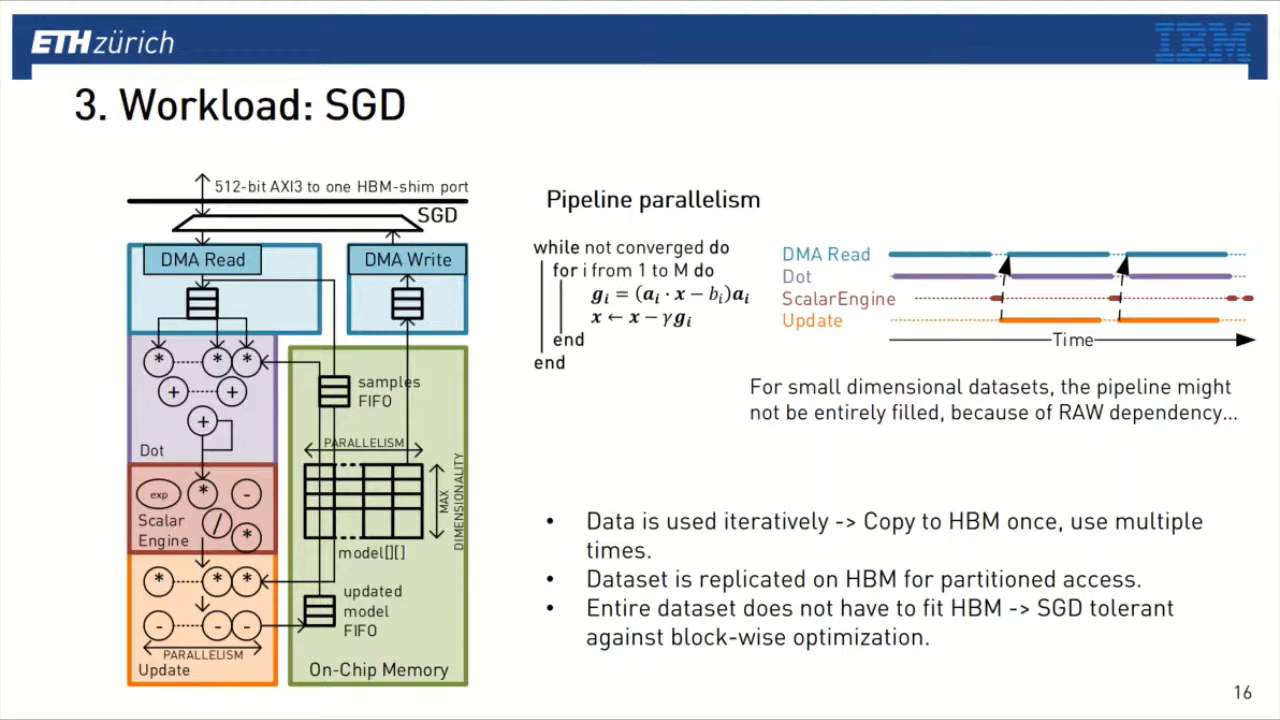 ETH zürich
IBM
3. Workload: SGD
512-bit AXI3 to one HBM-shim port
SGD
DMA Read
DMA Write
* * *
+ +
+
Dot
samples
FIFO
PARALLELISM
MAX
DIMENSIONALITY
model[][]
exp * -
/
*
Scalar
Engine
* * *
- - -
PARALLELISM
Update
updated
model
FIFO
On-Chip Memory
Pipeline parallelism
while not converged do
for i from 1 to M do
gᵢ = (aᵢ · x − bᵢ)aᵢ
x ← x − γgᵢ
end
end
DMA Read
Dot
ScalarEngine
Update
Time
For small dimensional datasets, the pipeline might
not be entirely filled, because of RAW dependency...
• Data is used iteratively -> Copy to HBM once, use multiple
times.
• Dataset is replicated on HBM for partitioned access.
• Entire dataset does not have to fit HBM -> SGD tolerant
against block-wise optimization.
16